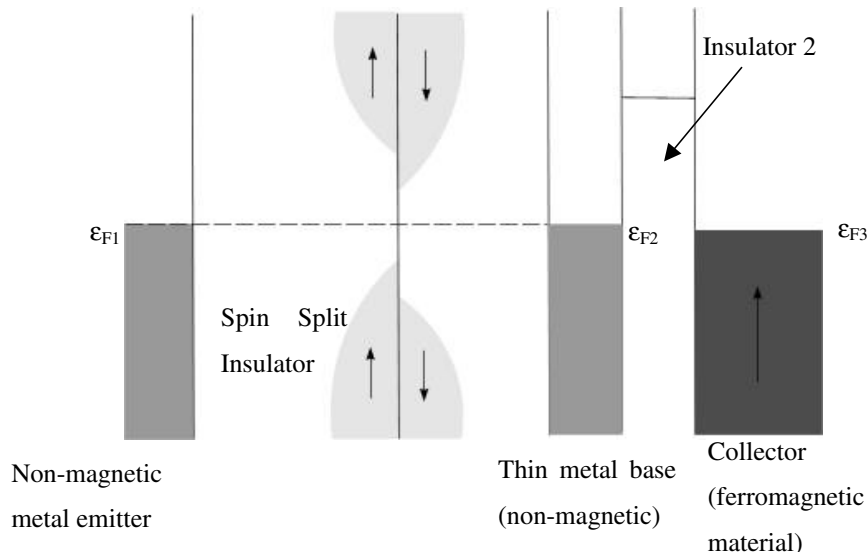 Insulator 2
εF1
εF2
εF3
Spin Split
Insulator
Non-magnetic
metal emitter
Thin metal base
(non-magnetic)
Collector
(ferromagnetic
material)